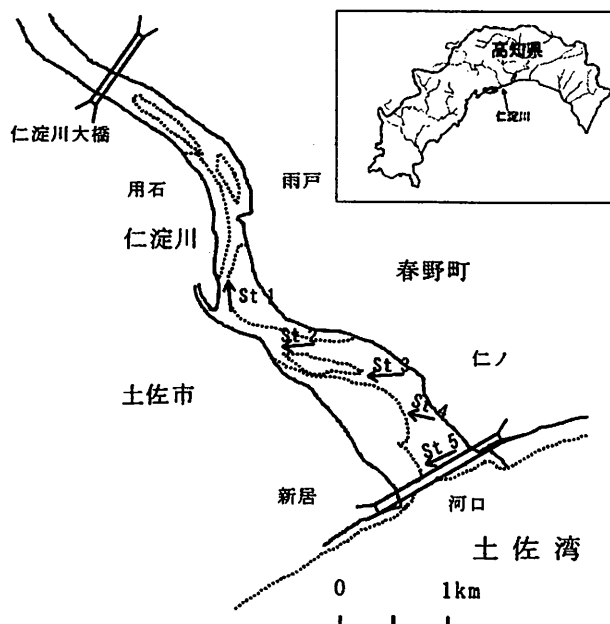 高知県
仁淀川
仁淀川大橋
雨戸
用石
仁淀川
春野町
St 1
St 2
St 3
仁ノ
土佐市
St 4
St 5
新居
河口
土佐湾
0 1km